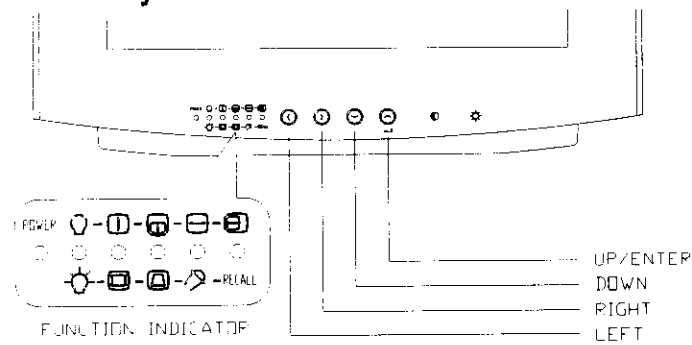 POWER
RECALL
FUNCTION INDICATOR
UP/ENTER
DOWN
RIGHT
LEFT